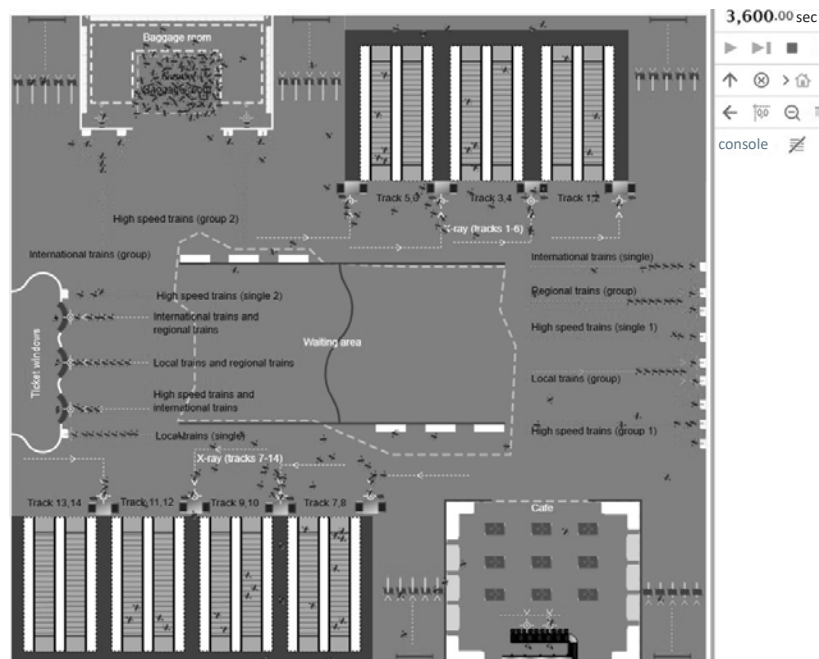 3,600.00 sec
Baggage room
console
Track 5,6
Track 3,4
Track 1,2
High speed trains (group 2)
X-ray (tracks 1-6)
International trains (group)
International trains (single)
Regional trains (group)
High speed trains (single 2)
International trains and
regional trains
High speed trains (single 1)
Waiting area
Ticket windows
Local trains and regional trains
Local trains (group)
High speed trains and
international trains
Local trains (single)
High speed trains (group 1)
X-ray (tracks 7-14)
Track 13,14
Track 11,12
Track 9,10
Track 7,8
Cafe